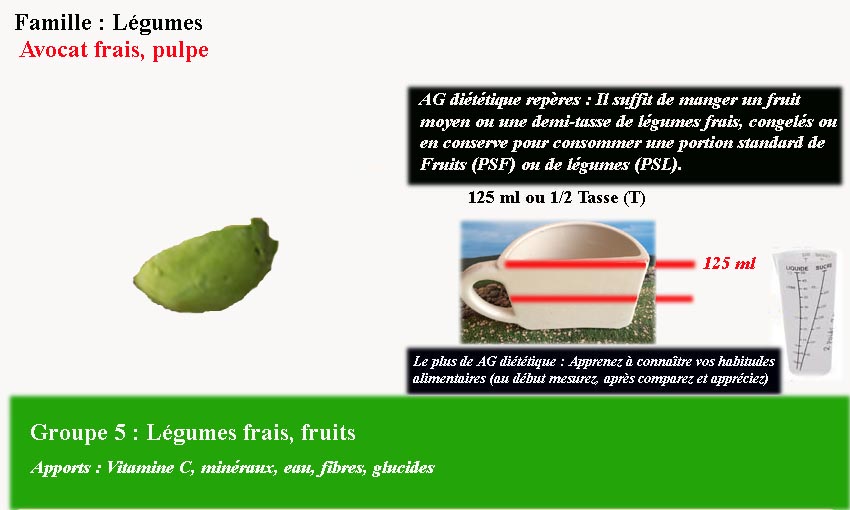 Famille : Légumes
Avocat frais, pulpe
AG diététique repères : Il suffit de manger un fruit
moyen ou une demi-tasse de légumes frais, congelés ou
en conserve pour consommer une portion standard de
Fruits (PSF) ou de légumes (PSL).
125 ml ou 1/2 Tasse (T)
125 ml
LIQUIDE SUCRE
Le plus de AG diététique : Apprenez à connaître vos habitudes
alimentaires (au début mesurez, après comparez et appréciez)
Groupe 5 : Légumes frais, fruits
Apports : Vitamine C, minéraux, eau, fibres, glucides